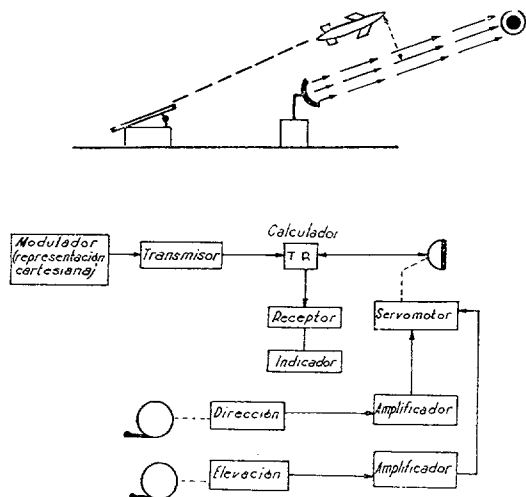 Calculador
Modulador
(representación
cartesiana)
Transmisor
T R
Receptor
Servomotor
Indicador
Dirección
Amplificador
Elevación
Amplificador